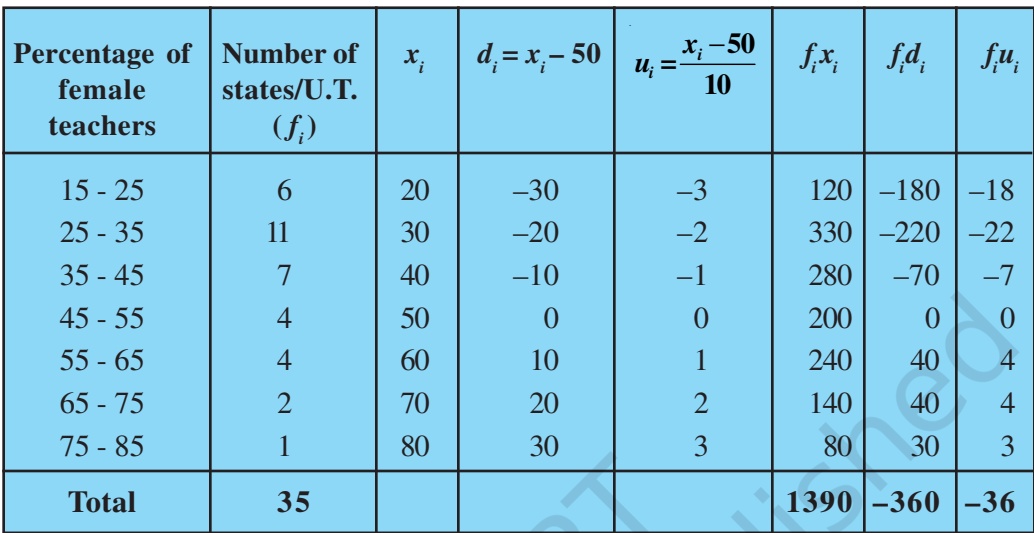 Percentage of female teachers | Number of states/U.T. (fᵢ) | xᵢ | dᵢ = xᵢ – 50 | uᵢ = (xᵢ – 50)/10 | fᵢxᵢ | fᵢdᵢ | fᵢuᵢ
15 - 25 | 6 | 20 | –30 | –3 | 120 | –180 | –18
25 - 35 | 11 | 30 | –20 | –2 | 330 | –220 | –22
35 - 45 | 7 | 40 | –10 | –1 | 280 | –70 | –7
45 - 55 | 4 | 50 | 0 | 0 | 200 | 0 | 0
55 - 65 | 4 | 60 | 10 | 1 | 240 | 40 | 4
65 - 75 | 2 | 70 | 20 | 2 | 140 | 40 | 4
75 - 85 | 1 | 80 | 30 | 3 | 80 | 30 | 3
Total | 35 | | | | 1390 | –360 | –36